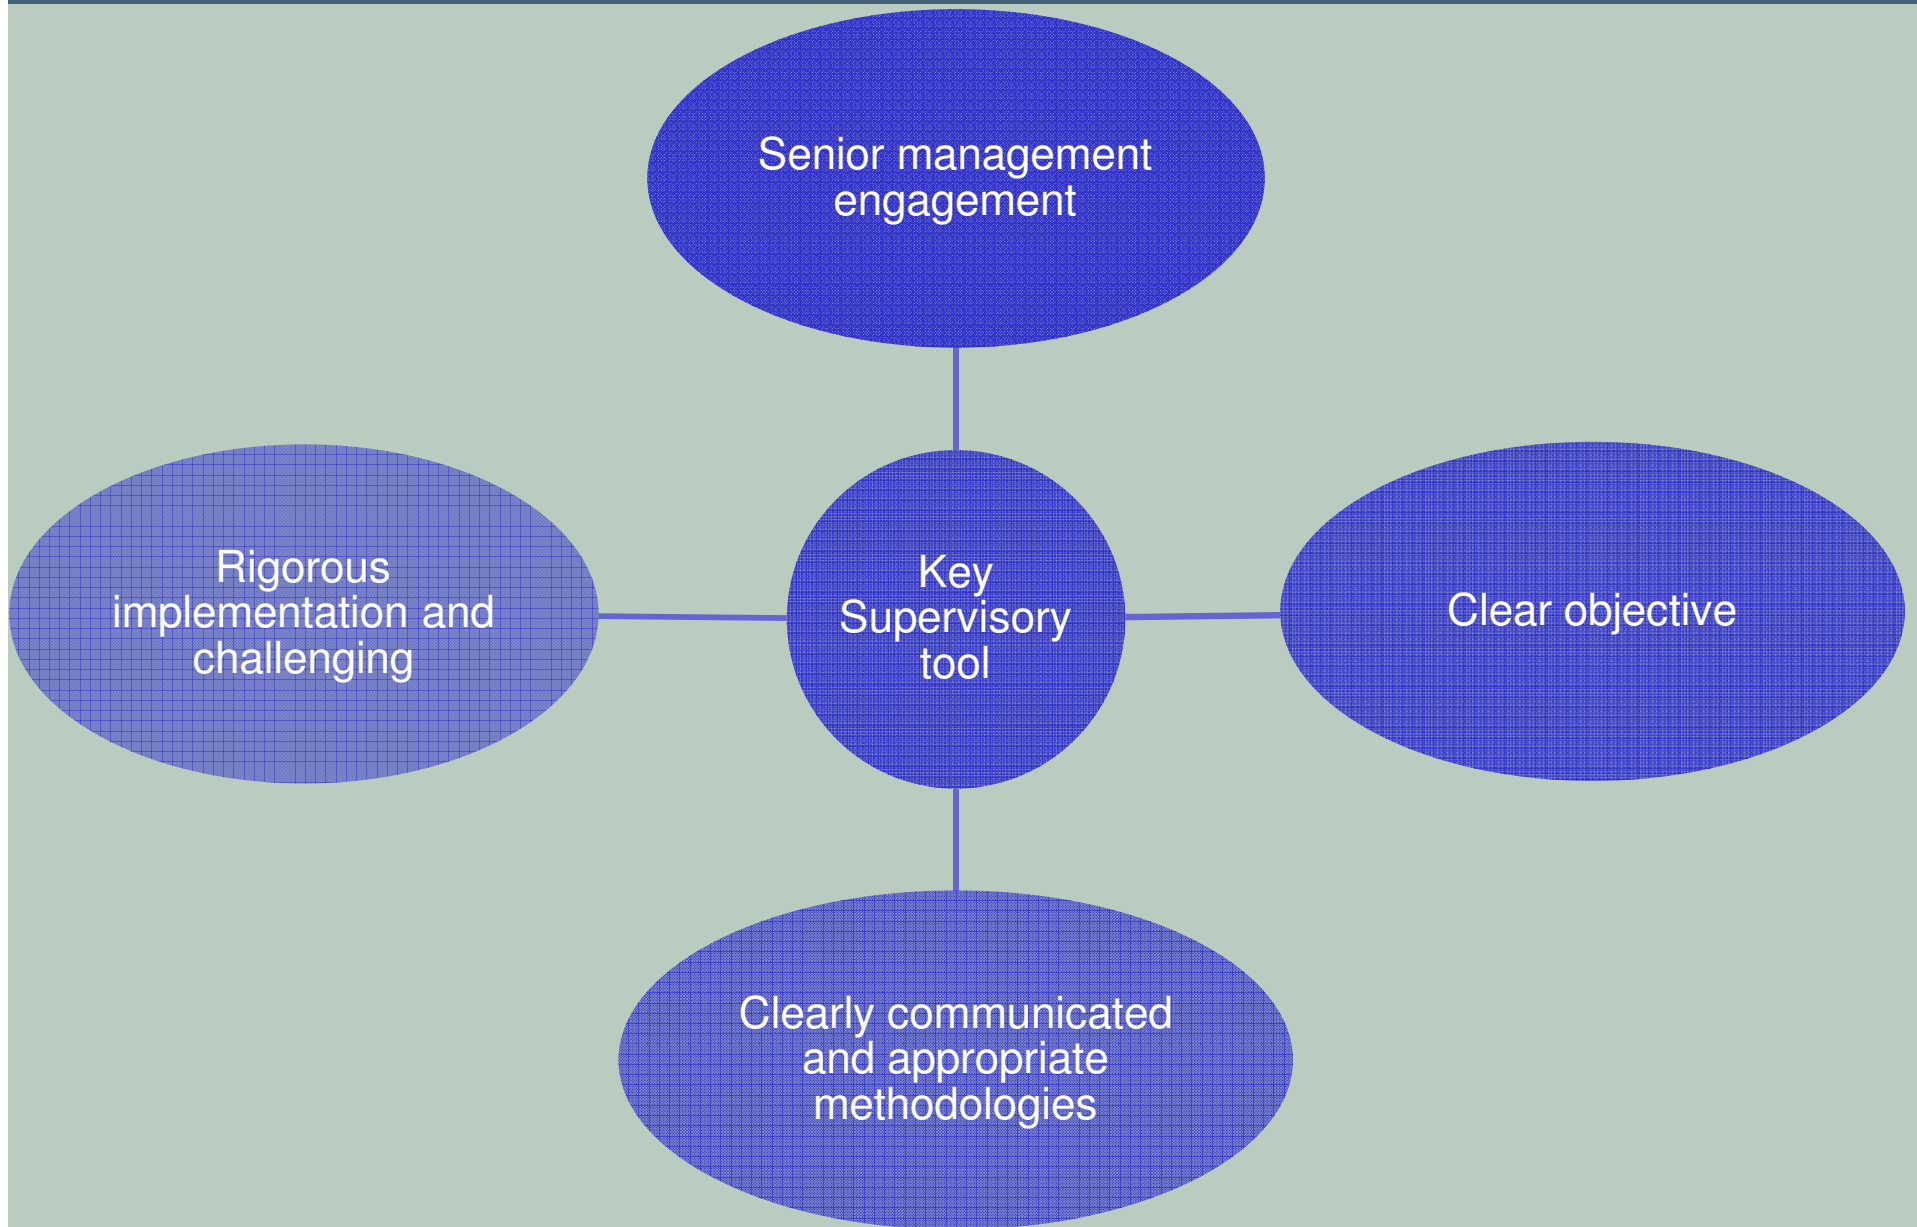 Senior management
engagement
Rigorous
implementation and
challenging
Key
Supervisory
tool
Clear objective
Clearly communicated
and appropriate
methodologies